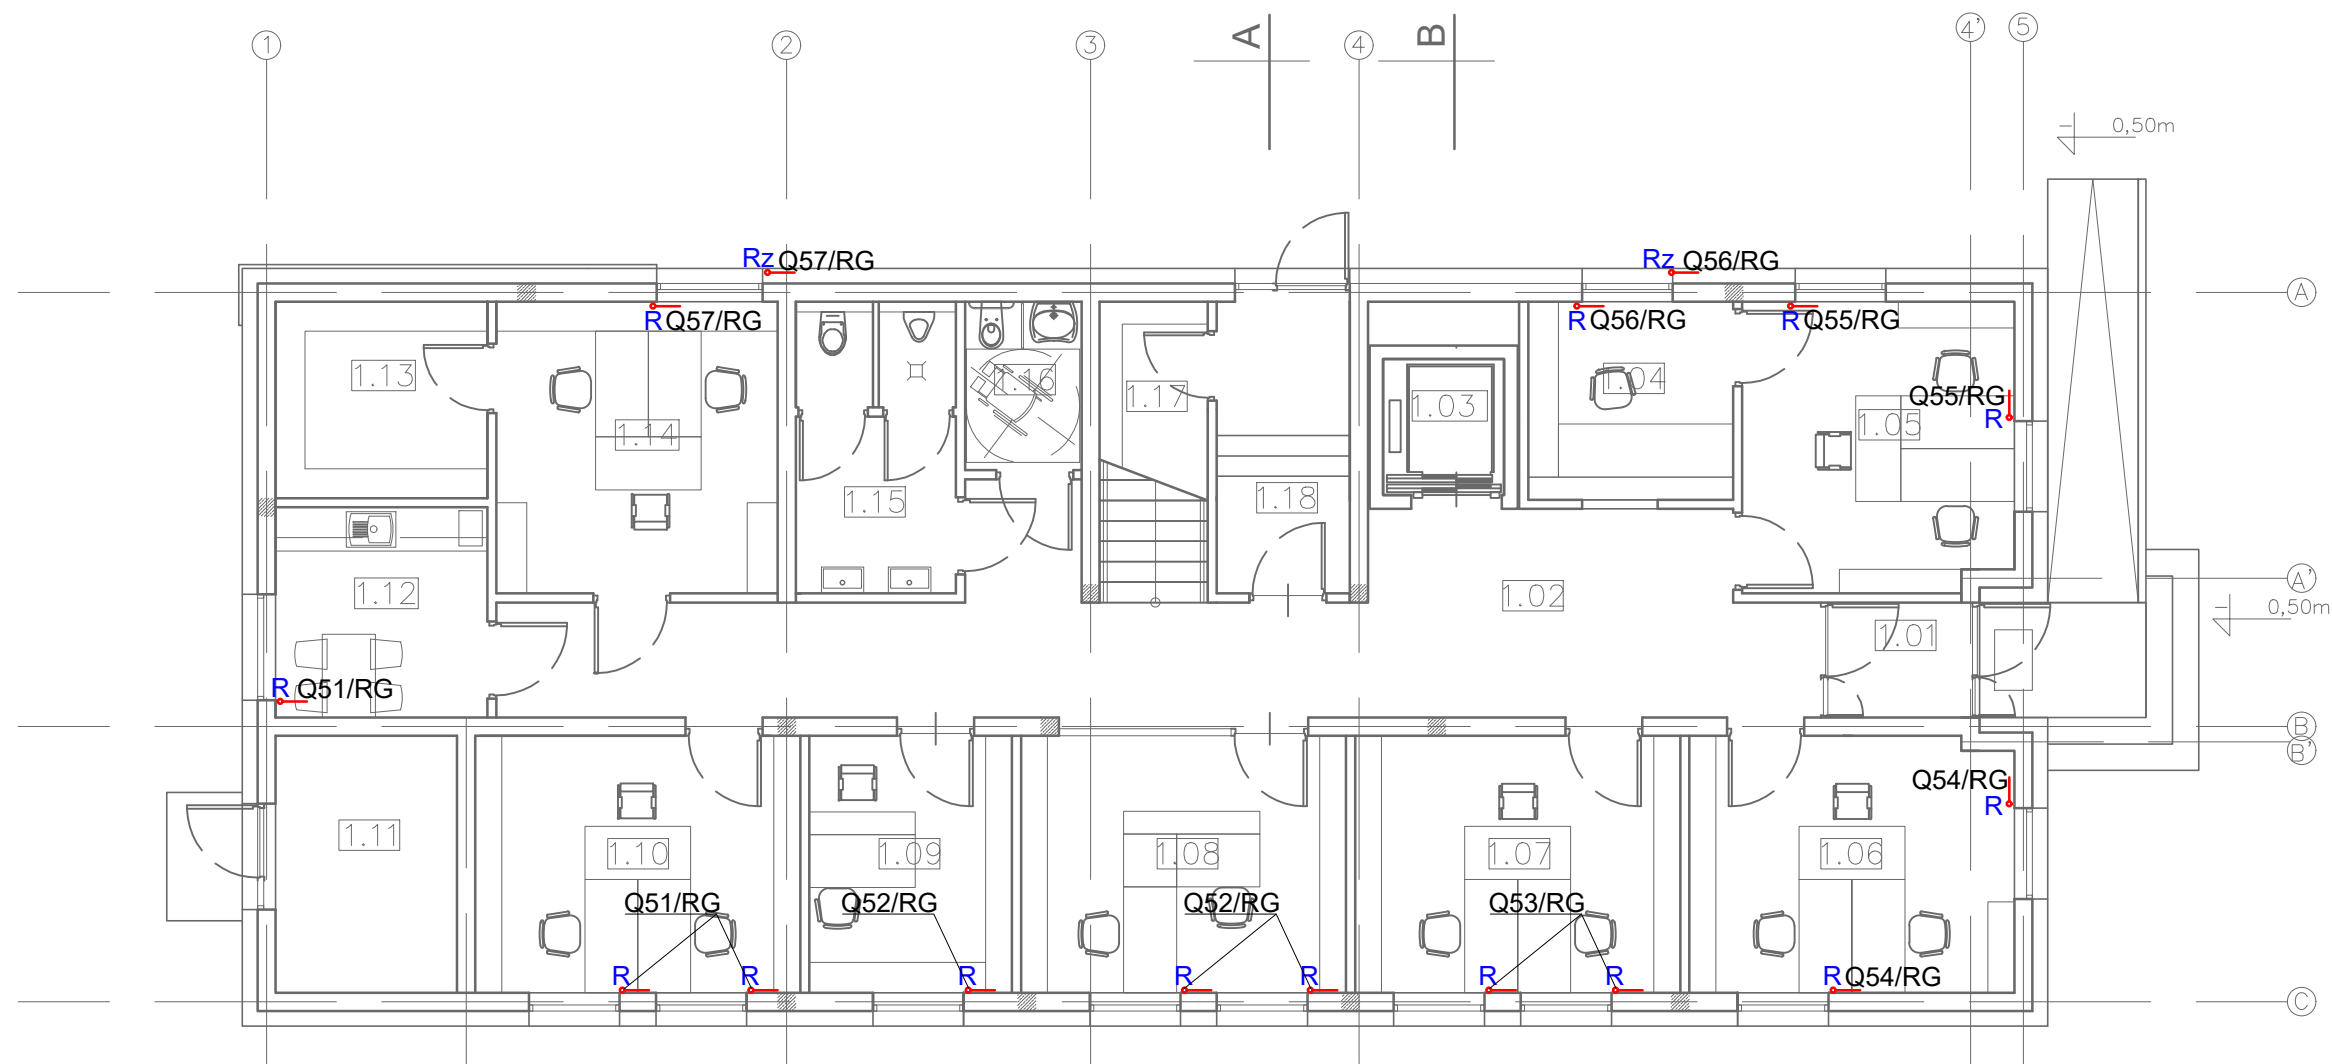 1
2
3
A
4
B
4'
5
0,50m
Rz Q57/RG
Rz Q56/RG
A
R Q57/RG
R Q56/RG
R Q55/RG
1.13
1.14
1.16
1.17
1.03
1.04
Q55/RG
R
1.05
1.15
1.18
1.12
1.02
A'
0,50m
1.01
R Q51/RG
B
B'
Q54/RG
R
1.11
1.10
1.09
1.08
1.07
1.06
Q51/RG
Q52/RG
Q52/RG
Q53/RG
R
R
R
R
R
R
R
R Q54/RG
C